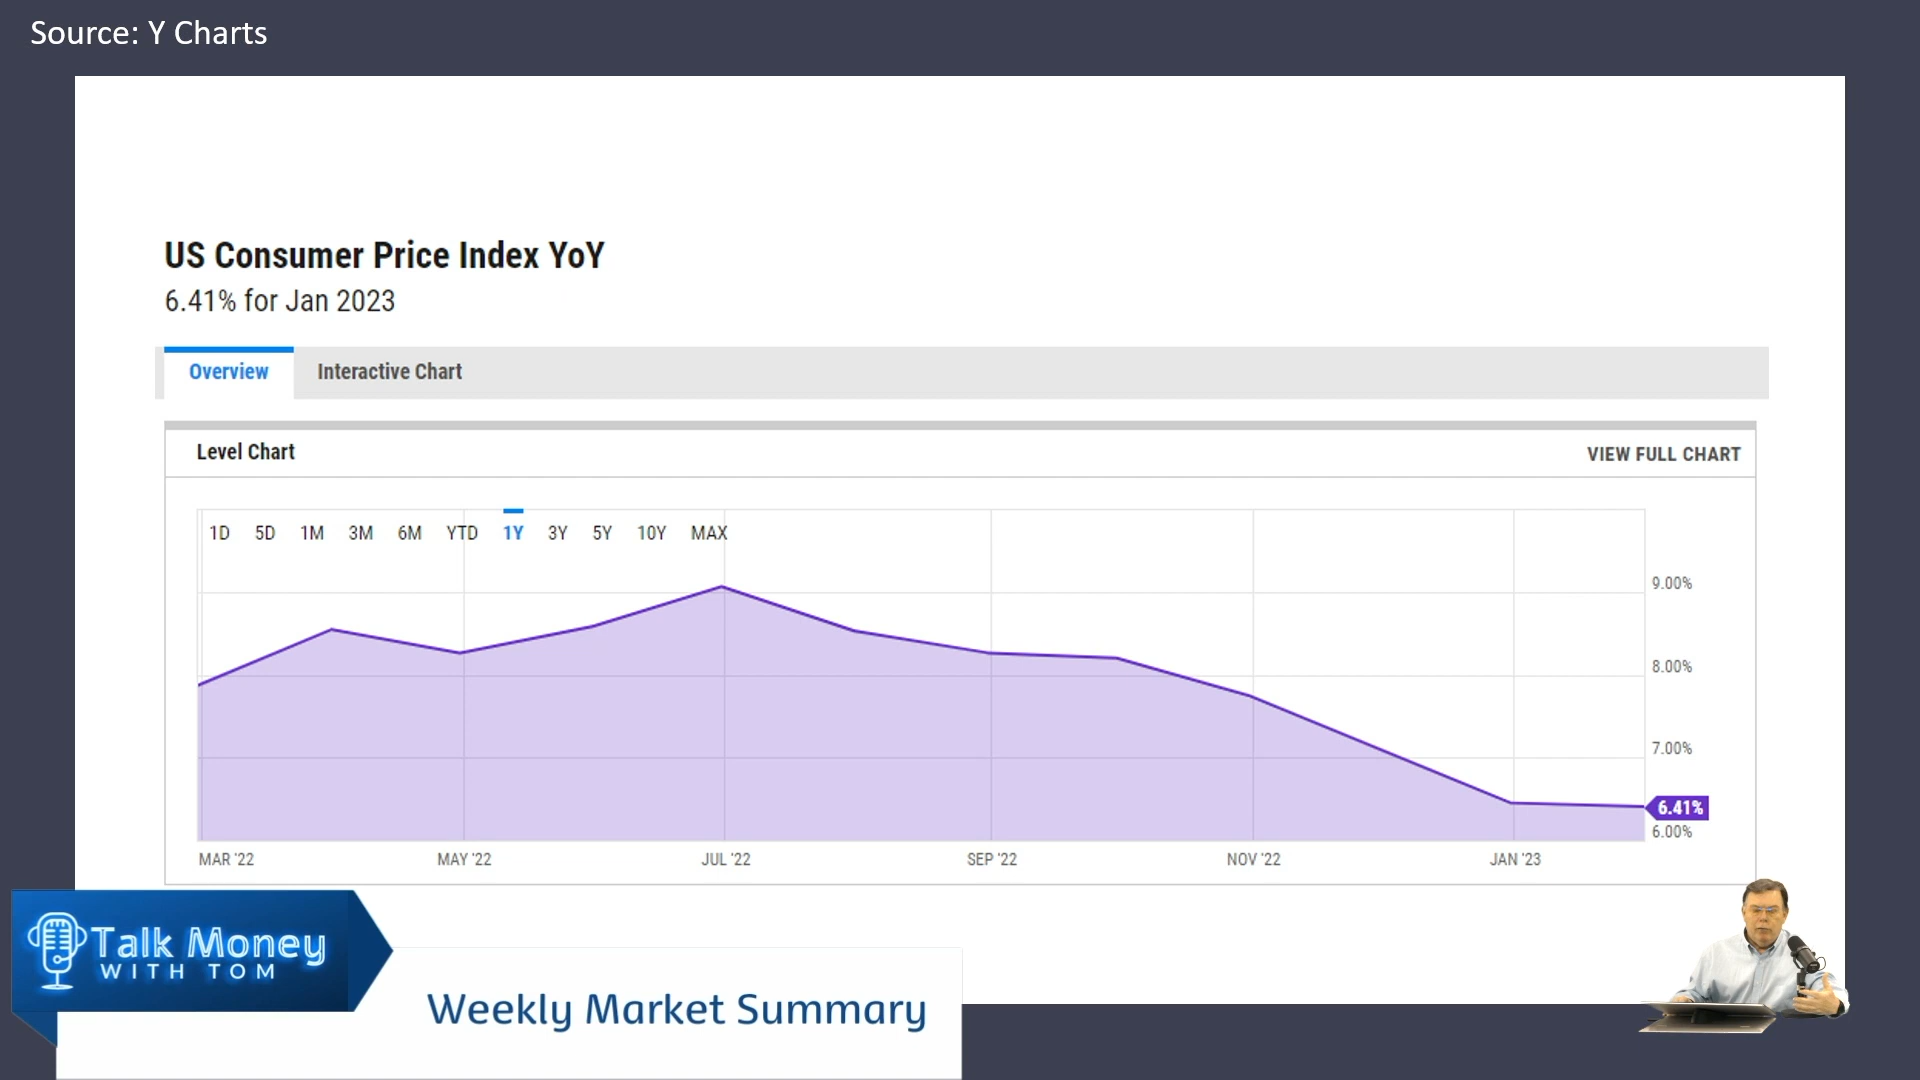 Source: Y Charts
US Consumer Price Index YoY
6.41% for Jan 2023
Overview Interactive Chart
Level Chart VIEW FULL CHART
1D 5D 1M 3M 6M YTD 1Y 3Y 5Y 10Y MAX
9.00%
8.00%
7.00%
6.41%
6.00%
MAR '22 MAY '22 JUL '22 SEP '22 NOV '22 JAN '23
Talk Money
WITH TOM
Weekly Market Summary